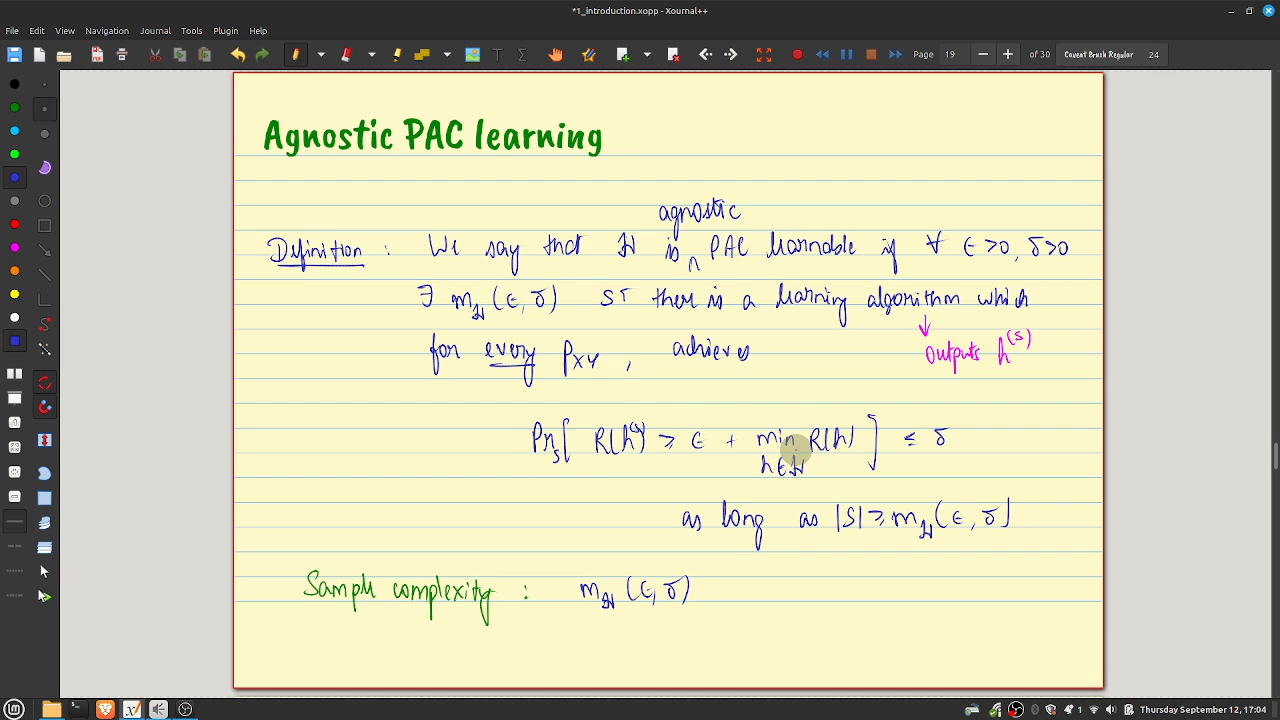 *1_introduction.xopp - Xournal++
File Edit View Navigation Journal Tools Plugin Help
Page 19 of 30 Caveat Brush Regular 24
Agnostic PAC learning
agnostic
Definition : We say that H is ∧ PAC learnable if ∀ ϵ >0, δ>0
∃ m_H(ϵ, δ) ST there is a learning algorithm which
for every P_XY , achieves
outputs h^(S)
Pr_S[ R(h^(S)) ≥ ϵ + min_{h∈H} R(h) ] ≤ δ
as long as |S| ≥ m_H(ϵ, δ)
Sample complexity : m_H(ϵ, δ)
Thursday September 12, 17:04